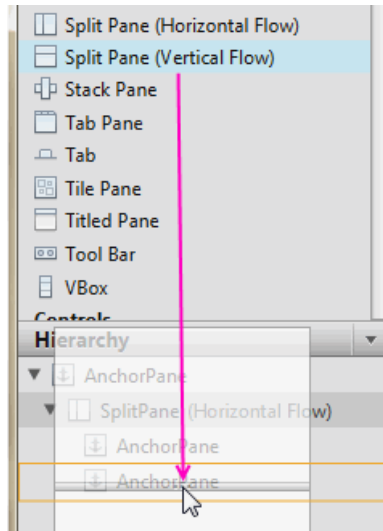 Split Pane (Horizontal Flow)
Split Pane (Vertical Flow)
Stack Pane
Tab Pane
Tab
Tile Pane
Titled Pane
Tool Bar
VBox
Controls
Hierarchy
AnchorPane
SplitPane (Horizontal Flow)
AnchorPane
AnchorPane